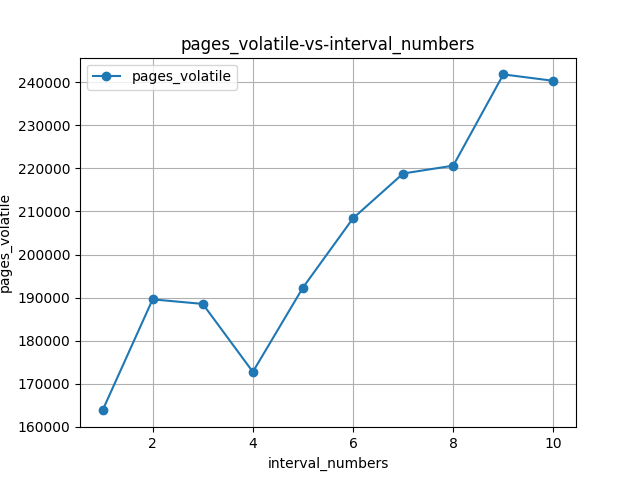 pages_volatile-vs-interval_numbers
pages_volatile
240000
230000
220000
210000
200000
190000
180000
170000
160000
pages_volatile
2 4 6 8 10
interval_numbers